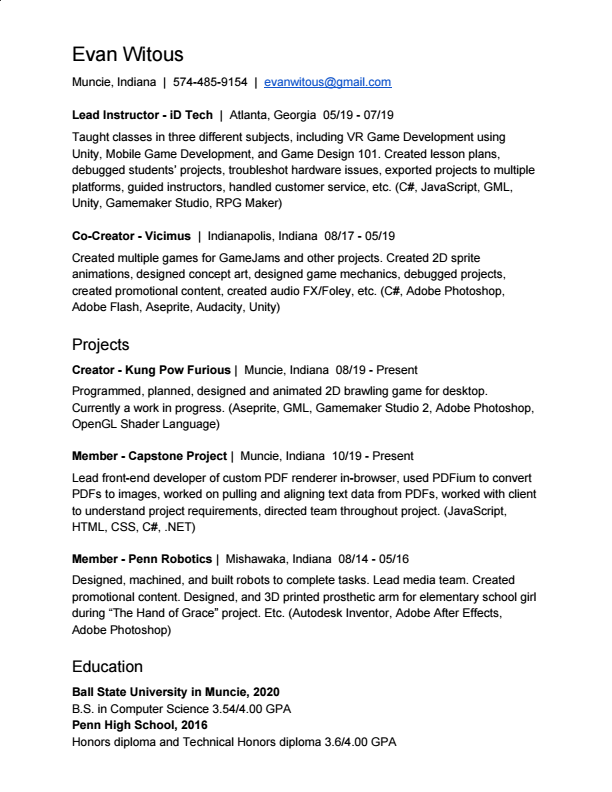 Evan Witous
Muncie, Indiana | 574-485-9154 | evanwitous@gmail.com
Lead Instructor - iD Tech | Atlanta, Georgia 05/19 - 07/19
Taught classes in three different subjects, including VR Game Development using
Unity, Mobile Game Development, and Game Design 101. Created lesson plans,
debugged students' projects, troubleshot hardware issues, exported projects to multiple
platforms, guided instructors, handled customer service, etc. (C#, JavaScript, GML,
Unity, Gamemaker Studio, RPG Maker)
Co-Creator - Vicimus | Indianapolis, Indiana 08/17 - 05/19
Created multiple games for GameJams and other projects. Created 2D sprite
animations, designed concept art, designed game mechanics, debugged projects,
created promotional content, created audio FX/Foley, etc. (C#, Adobe Photoshop,
Adobe Flash, Aseprite, Audacity, Unity)
Projects
Creator - Kung Pow Furious | Muncie, Indiana 08/19 - Present
Programmed, planned, designed and animated 2D brawling game for desktop.
Currently a work in progress. (Aseprite, GML, Gamemaker Studio 2, Adobe Photoshop,
OpenGL Shader Language)
Member - Capstone Project | Muncie, Indiana 10/19 - Present
Lead front-end developer of custom PDF renderer in-browser, used PDFium to convert
PDFs to images, worked on pulling and aligning text data from PDFs, worked with client
to understand project requirements, directed team throughout project. (JavaScript,
HTML, CSS, C#, .NET)
Member - Penn Robotics | Mishawaka, Indiana 08/14 - 05/16
Designed, machined, and built robots to complete tasks. Lead media team. Created
promotional content. Designed, and 3D printed prosthetic arm for elementary school girl
during “The Hand of Grace” project. Etc. (Autodesk Inventor, Adobe After Effects,
Adobe Photoshop)
Education
Ball State University in Muncie, 2020
B.S. in Computer Science 3.54/4.00 GPA
Penn High School, 2016
Honors diploma and Technical Honors diploma 3.6/4.00 GPA